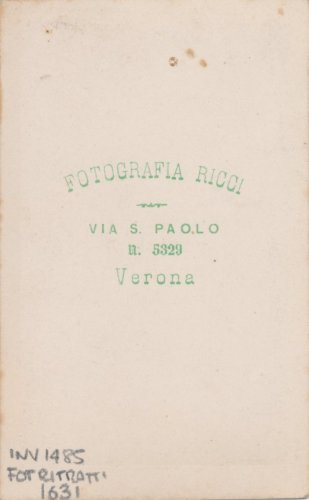 FOTOGRAFIA RICCI
VIA S. PAOLO
n. 5329
Verona
INV 1485
FOT RITRATTI
1631